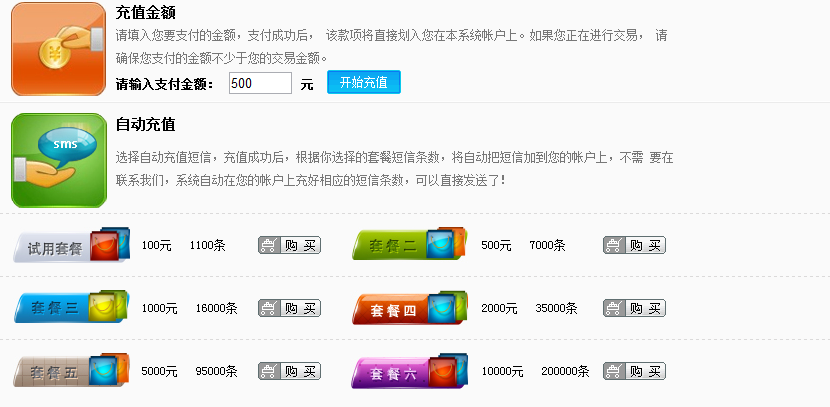 充值金额
请填入您要支付的金额，支付成功后， 该款项将直接划入您在本系统帐户上。如果您正在进行交易， 请
确保您支付的金额不少于您的交易金额。
请输入支付金额： 500 元 开始充值
sms
自动充值
选择自动充值短信，充值成功后，根据你选择的套餐短信条数，将自动把短信加到您的帐户上，不需 要在
联系我们，系统自动在您的帐户上充好相应的短信条数，可以直接发送了！
试用套餐 100元 1100条 购 买 套餐二 500元 7000条 购 买
套餐三 1000元 16000条 购 买 套餐四 2000元 35000条 购 买
套餐五 5000元 95000条 购 买 套餐六 10000元 200000条 购 买